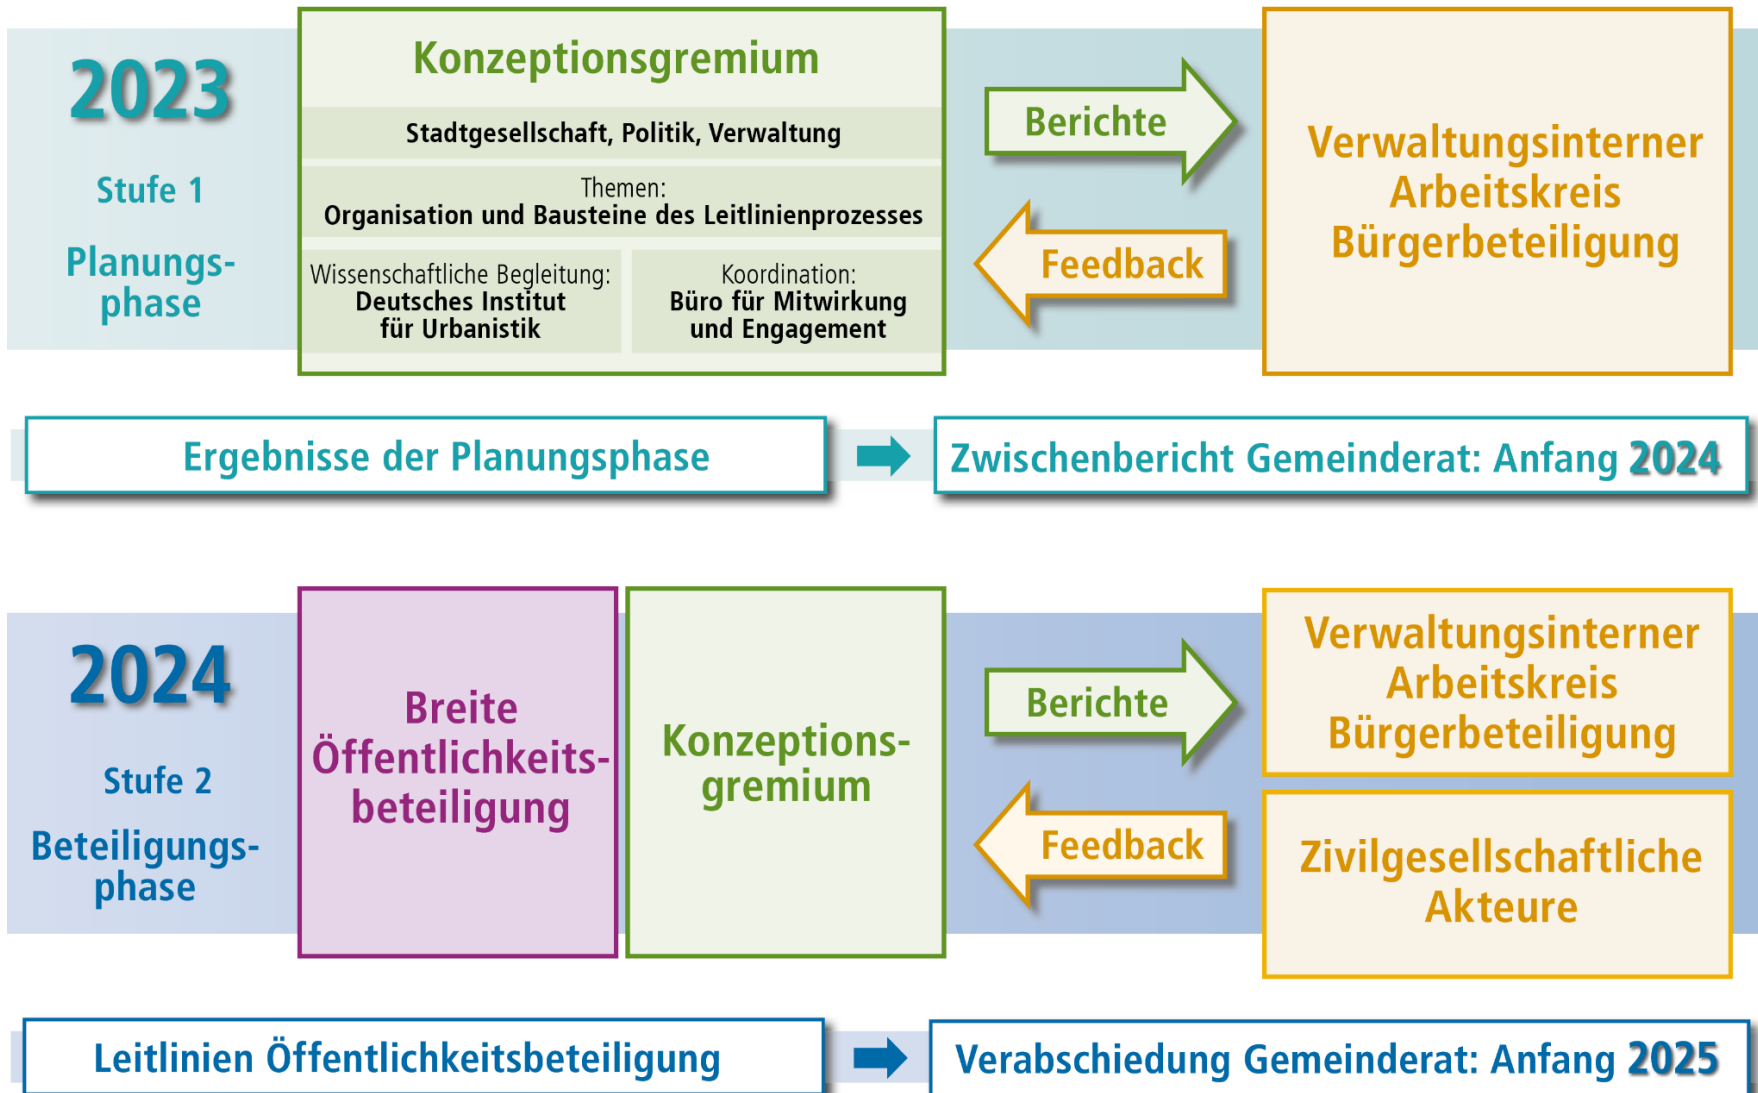 2023
Stufe 1
Planungs-
phase
Konzeptionsgremium
Stadtgesellschaft, Politik, Verwaltung
Themen:
Organisation und Bausteine des Leitlinienprozesses
Wissenschaftliche Begleitung:
Deutsches Institut
für Urbanistik
Koordination:
Büro für Mitwirkung
und Engagement
Berichte
Feedback
Verwaltungsinterner
Arbeitskreis
Bürgerbeteiligung
Ergebnisse der Planungsphase
Zwischenbericht Gemeinderat: Anfang 2024
2024
Stufe 2
Beteiligungs-
phase
Breite
Öffentlichkeits-
beteiligung
Konzeptions-
gremium
Berichte
Feedback
Verwaltungsinterner
Arbeitskreis
Bürgerbeteiligung
Zivilgesellschaftliche
Akteure
Leitlinien Öffentlichkeitsbeteiligung
Verabschiedung Gemeinderat: Anfang 2025